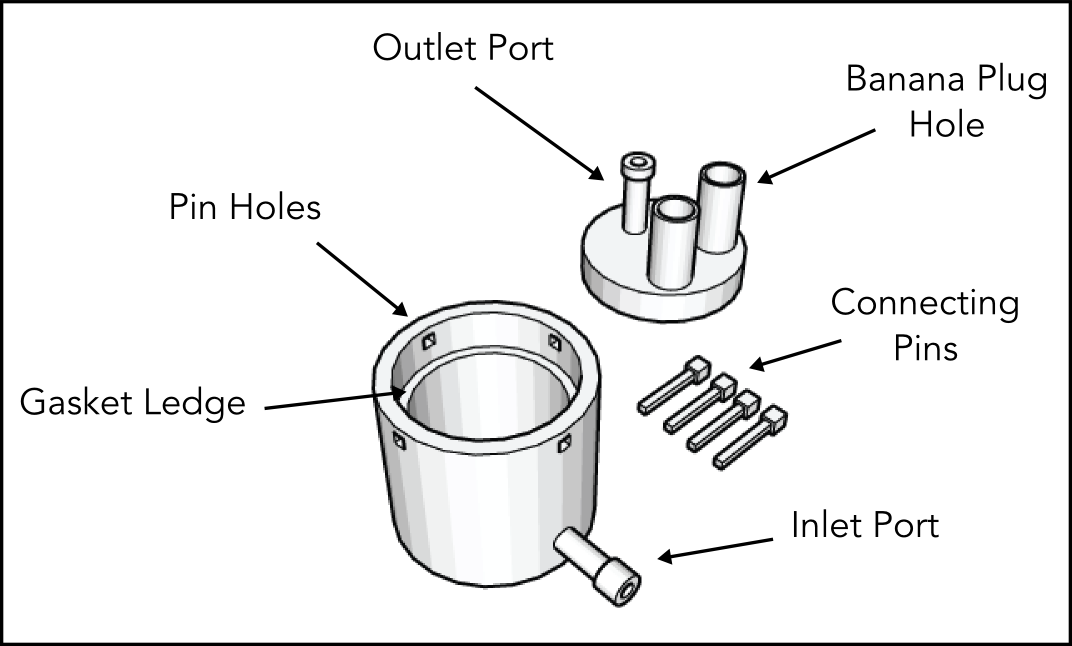 Outlet Port
Banana Plug
Hole
Pin Holes
Connecting
Pins
Gasket Ledge
Inlet Port